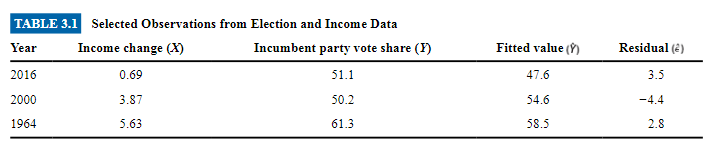 TABLE 3.1 Selected Observations from Election and Income Data
Year Income change (X) Incumbent party vote share (Y) Fitted value (Ŷ) Residual (ε̂)
2016 0.69 51.1 47.6 3.5
2000 3.87 50.2 54.6 −4.4
1964 5.63 61.3 58.5 2.8